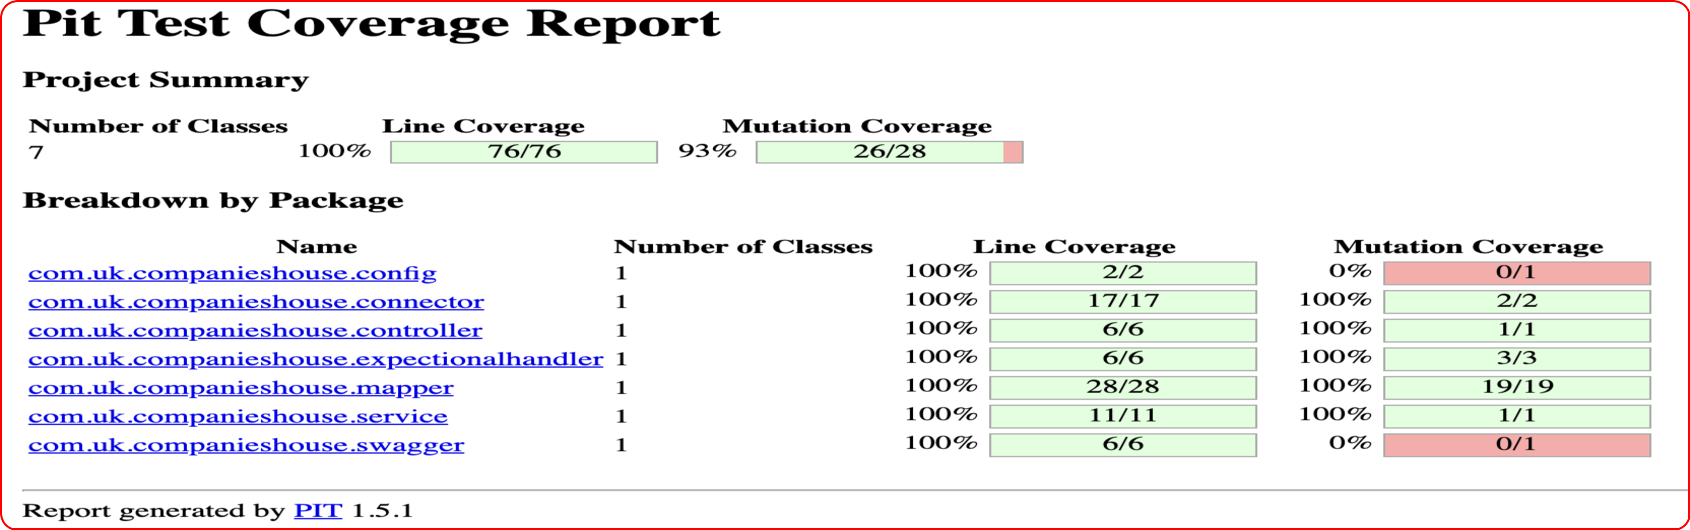 Pit Test Coverage Report
Project Summary
Number of Classes Line Coverage Mutation Coverage
7 100% 76/76 93% 26/28
Breakdown by Package
Name Number of Classes Line Coverage Mutation Coverage
com.uk.companieshouse.config 1 100% 2/2 0% 0/1
com.uk.companieshouse.connector 1 100% 17/17 100% 2/2
com.uk.companieshouse.controller 1 100% 6/6 100% 1/1
com.uk.companieshouse.expectionalhandler 1 100% 6/6 100% 3/3
com.uk.companieshouse.mapper 1 100% 28/28 100% 19/19
com.uk.companieshouse.service 1 100% 11/11 100% 1/1
com.uk.companieshouse.swagger 1 100% 6/6 0% 0/1
Report generated by PIT 1.5.1